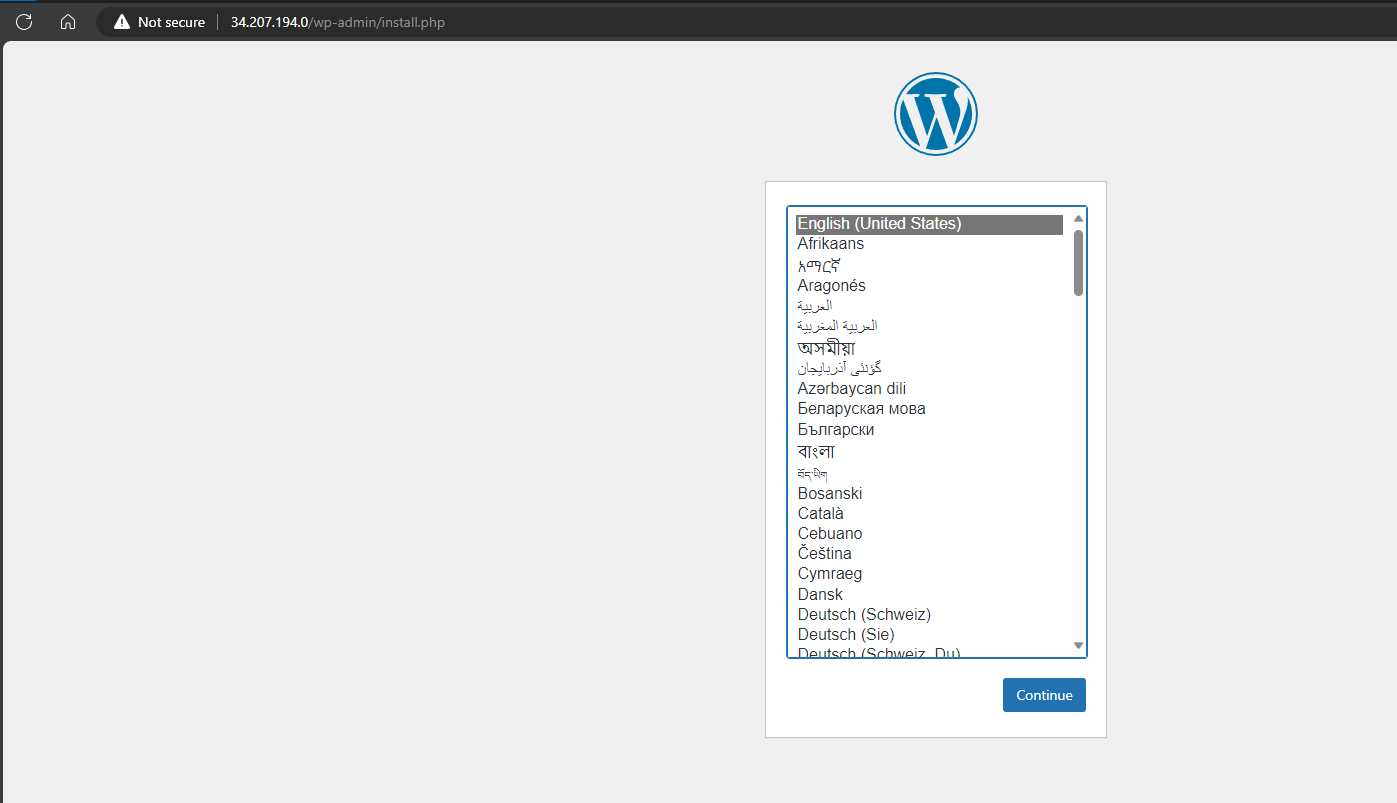 Not secure
34.207.194.0/wp-admin/install.php
English (United States)
Afrikaans
አማርኛ
Aragonés
العربية
العربية المغربية
অসমীয়া
گؤنئی آذربایجان
Azərbaycan dili
Беларуская мова
Български
বাংলা
བོད་ཡིག
Bosanski
Català
Cebuano
Čeština
Cymraeg
Dansk
Deutsch (Schweiz)
Deutsch (Sie)
Deutsch (Schweiz, Du)
Continue